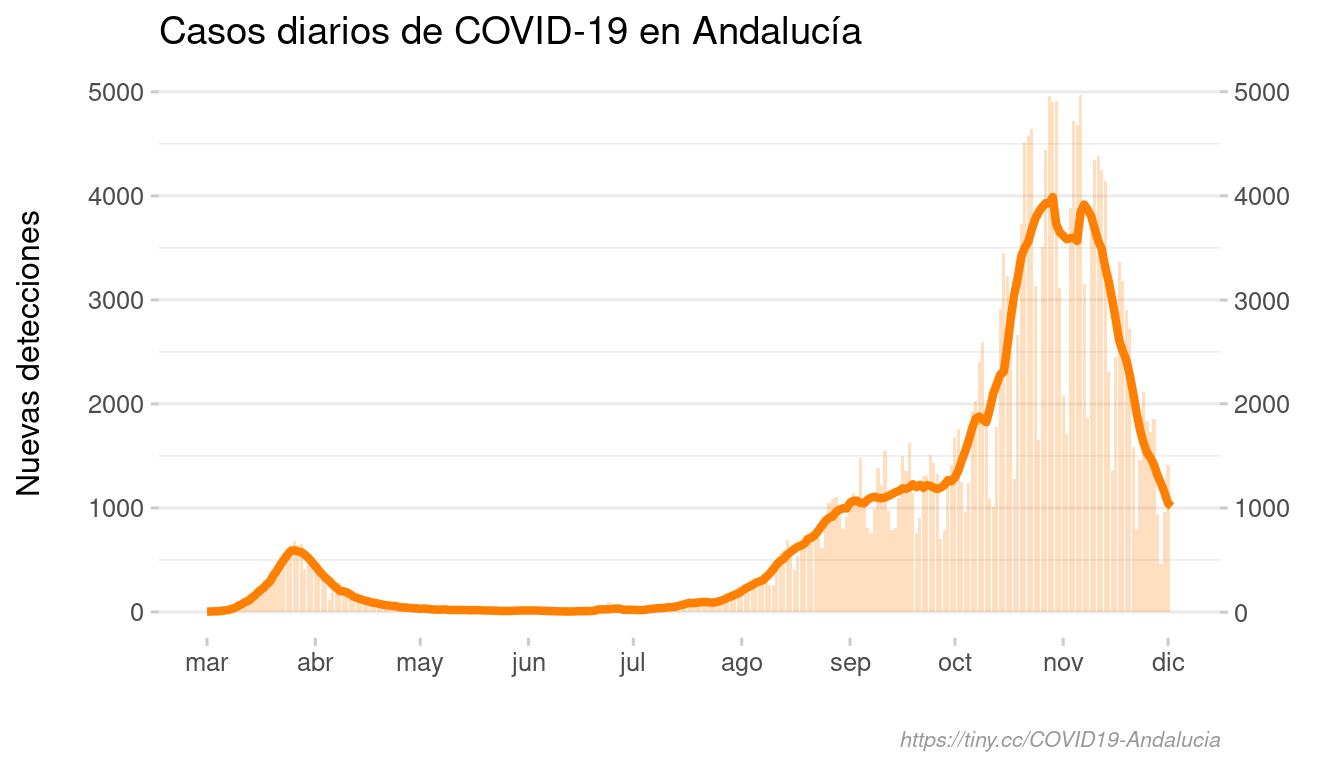 Casos diarios de COVID-19 en Andalucía
Nuevas detecciones
5000 5000
4000 4000
3000 3000
2000 2000
1000 1000
0 0
mar abr may jun jul ago sep oct nov dic
https://tiny.cc/COVID19-Andalucia